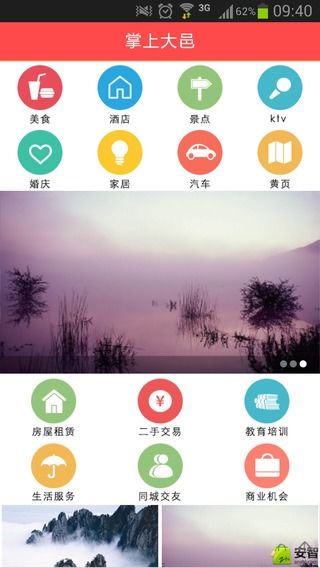 3G 62% 09:40
掌上大邑
美食 酒店 景点 ktv
婚庆 家居 汽车 黄页
房屋租赁 二手交易 教育培训
生活服务 同城交友 商业机会
安智